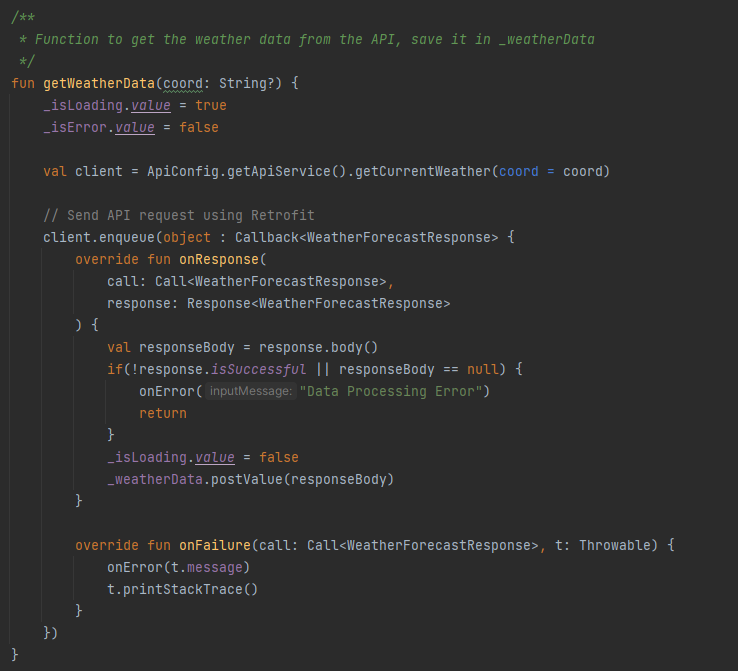 /**
 * Function to get the weather data from the API, save it in _weatherData
 */
fun getWeatherData(coord: String?) {
    _isLoading.value = true
    _isError.value = false

    val client = ApiConfig.getApiService().getCurrentWeather(coord = coord)

    // Send API request using Retrofit
    client.enqueue(object : Callback<WeatherForecastResponse> {
        override fun onResponse(
            call: Call<WeatherForecastResponse>,
            response: Response<WeatherForecastResponse>
        ) {
            val responseBody = response.body()
            if(!response.isSuccessful || responseBody == null) {
                onError( inputMessage: "Data Processing Error")
                return
            }
            _isLoading.value = false
            _weatherData.postValue(responseBody)
        }

        override fun onFailure(call: Call<WeatherForecastResponse>, t: Throwable) {
            onError(t.message)
            t.printStackTrace()
        }
    })
}